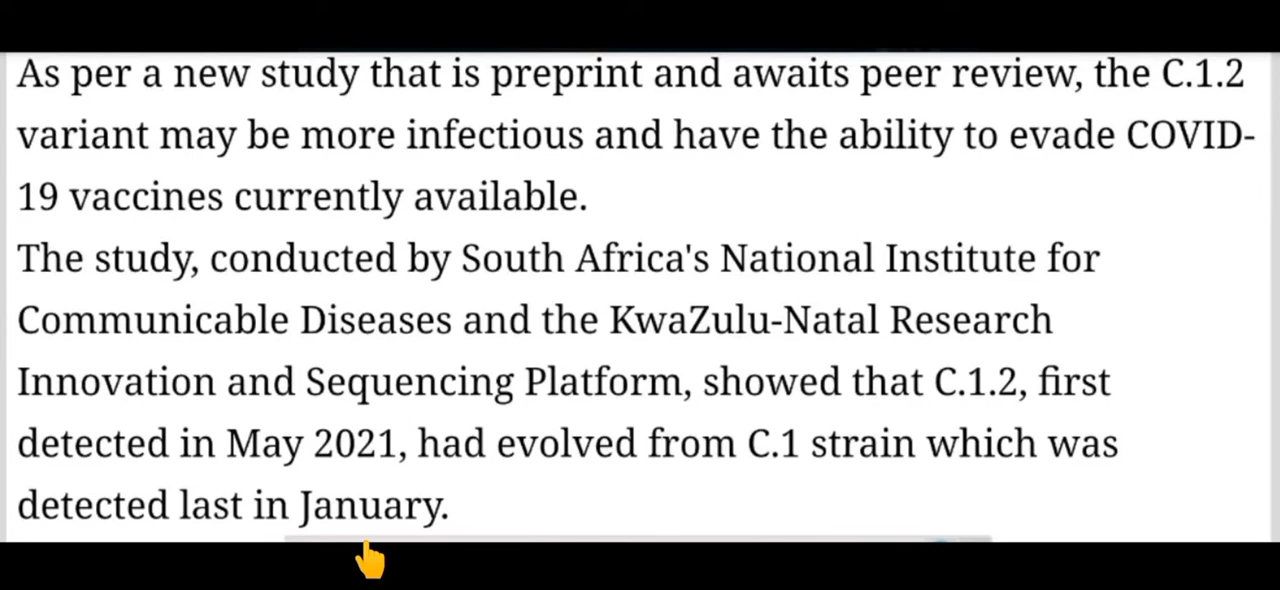 As per a new study that is preprint and awaits peer review, the C.1.2
variant may be more infectious and have the ability to evade COVID-
19 vaccines currently available.
The study, conducted by South Africa's National Institute for
Communicable Diseases and the KwaZulu-Natal Research
Innovation and Sequencing Platform, showed that C.1.2, first
detected in May 2021, had evolved from C.1 strain which was
detected last in January.